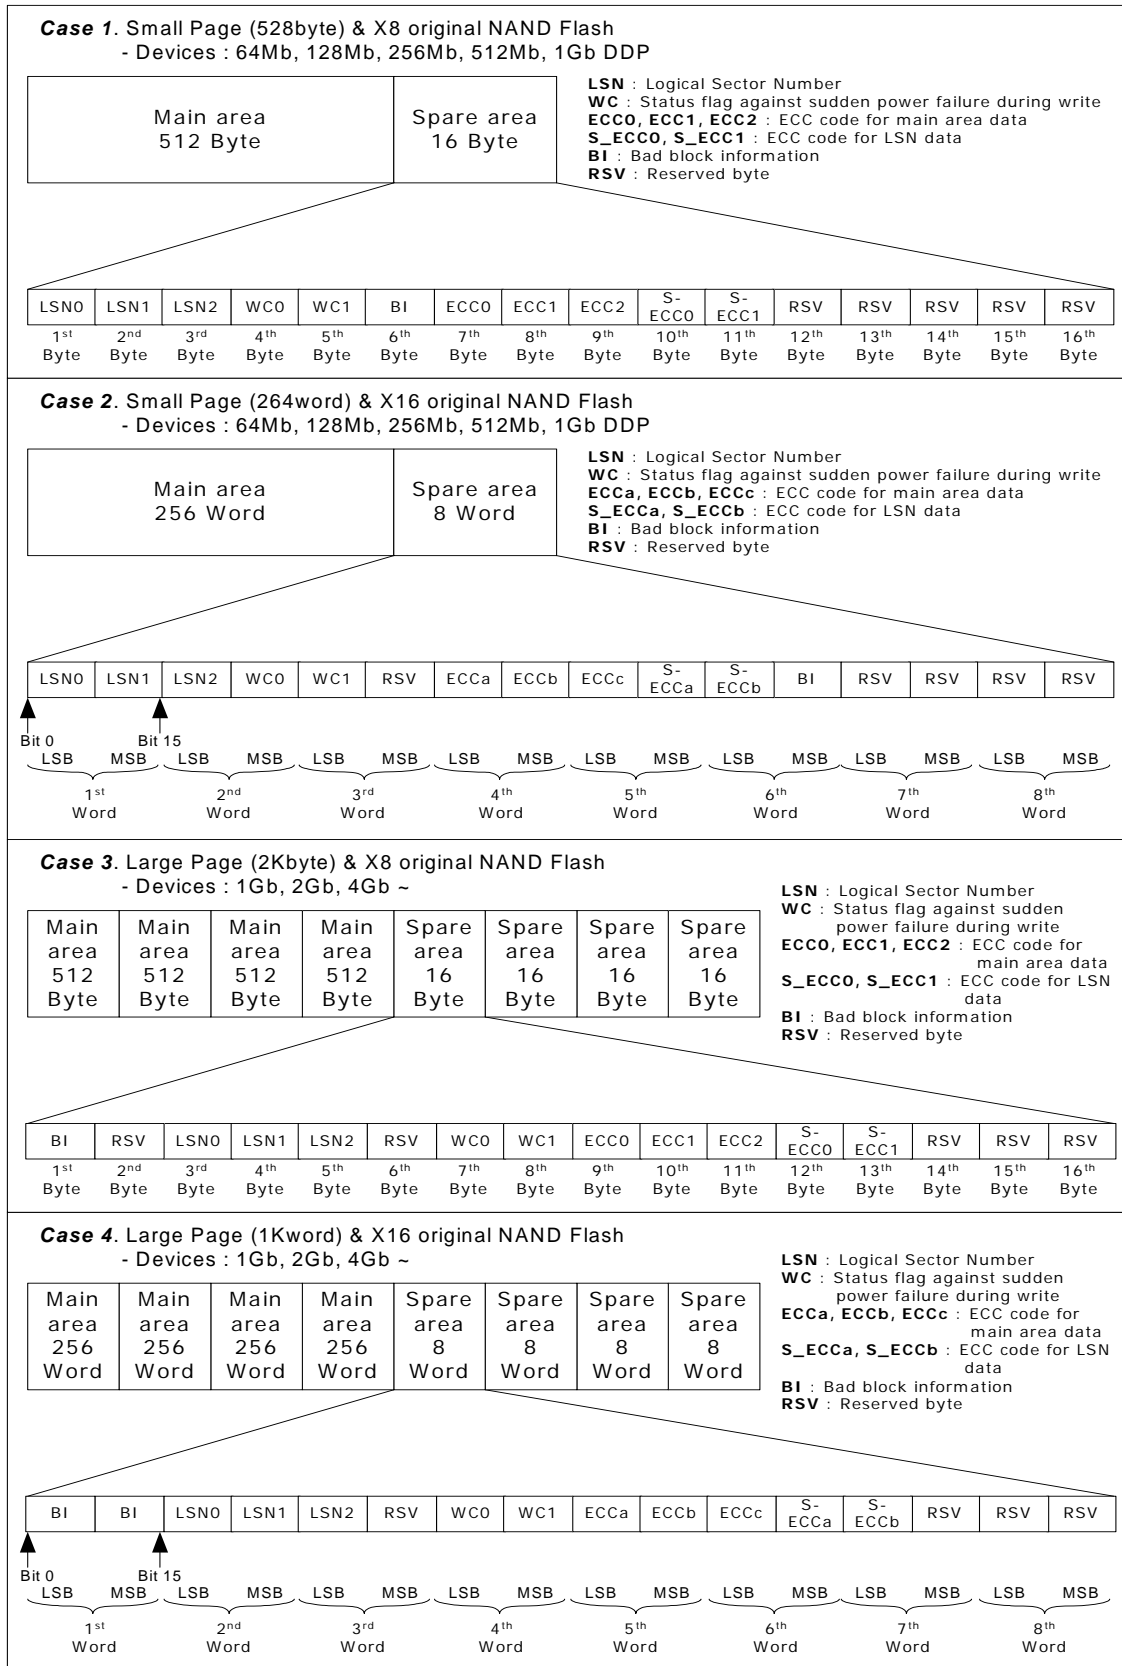 Case 1. Small Page (528byte) & X8 original NAND Flash
- Devices : 64Mb, 128Mb, 256Mb, 512Mb, 1Gb DDP
Main area
512 Byte
Spare area
16 Byte
LSN : Logical Sector Number
WC : Status flag against sudden power failure during write
ECC0, ECC1, ECC2 : ECC code for main area data
S_ECC0, S_ECC1 : ECC code for LSN data
BI : Bad block information
RSV : Reserved byte
LSN0 LSN1 LSN2 WC0 WC1 BI ECC0 ECC1 ECC2 S-ECC0 S-ECC1 RSV RSV RSV RSV RSV
1st 2nd 3rd 4th 5th 6th 7th 8th 9th 10th 11th 12th 13th 14th 15th 16th
Byte Byte Byte Byte Byte Byte Byte Byte Byte Byte Byte Byte Byte Byte Byte Byte
Case 2. Small Page (264word) & X16 original NAND Flash
- Devices : 64Mb, 128Mb, 256Mb, 512Mb, 1Gb DDP
Main area
256 Word
Spare area
8 Word
LSN : Logical Sector Number
WC : Status flag against sudden power failure during write
ECCa, ECCb, ECCc : ECC code for main area data
S_ECCa, S_ECCb : ECC code for LSN data
BI : Bad block information
RSV : Reserved byte
LSN0 LSN1 LSN2 WC0 WC1 RSV ECCa ECCb ECCc S-ECCa S-ECCb BI RSV RSV RSV RSV
Bit 0 Bit 15
LSB MSB LSB MSB LSB MSB LSB MSB LSB MSB LSB MSB LSB MSB LSB MSB
1st 2nd 3rd 4th 5th 6th 7th 8th
Word Word Word Word Word Word Word Word
Case 3. Large Page (2Kbyte) & X8 original NAND Flash
- Devices : 1Gb, 2Gb, 4Gb ~
Main Main Main Main Spare Spare Spare Spare
area area area area area area area area
512 512 512 512 16 16 16 16
Byte Byte Byte Byte Byte Byte Byte Byte
LSN : Logical Sector Number
WC : Status flag against sudden
power failure during write
ECC0, ECC1, ECC2 : ECC code for
main area data
S_ECC0, S_ECC1 : ECC code for LSN
data
BI : Bad block information
RSV : Reserved byte
BI RSV LSN0 LSN1 LSN2 RSV WC0 WC1 ECC0 ECC1 ECC2 S-ECC0 S-ECC1 RSV RSV RSV
1st 2nd 3rd 4th 5th 6th 7th 8th 9th 10th 11th 12th 13th 14th 15th 16th
Byte Byte Byte Byte Byte Byte Byte Byte Byte Byte Byte Byte Byte Byte Byte Byte
Case 4. Large Page (1Kword) & X16 original NAND Flash
- Devices : 1Gb, 2Gb, 4Gb ~
Main Main Main Main Spare Spare Spare Spare
area area area area area area area area
256 256 256 256 8 8 8 8
Word Word Word Word Word Word Word Word
LSN : Logical Sector Number
WC : Status flag against sudden
power failure during write
ECCa, ECCb, ECCc : ECC code for
main area data
S_ECCa, S_ECCb : ECC code for LSN
data
BI : Bad block information
RSV : Reserved byte
BI BI LSN0 LSN1 LSN2 RSV WC0 WC1 ECCa ECCb ECCc S-ECCa S-ECCb RSV RSV RSV
Bit 0 Bit 15
LSB MSB LSB MSB LSB MSB LSB MSB LSB MSB LSB MSB LSB MSB LSB MSB
1st 2nd 3rd 4th 5th 6th 7th 8th
Word Word Word Word Word Word Word Word